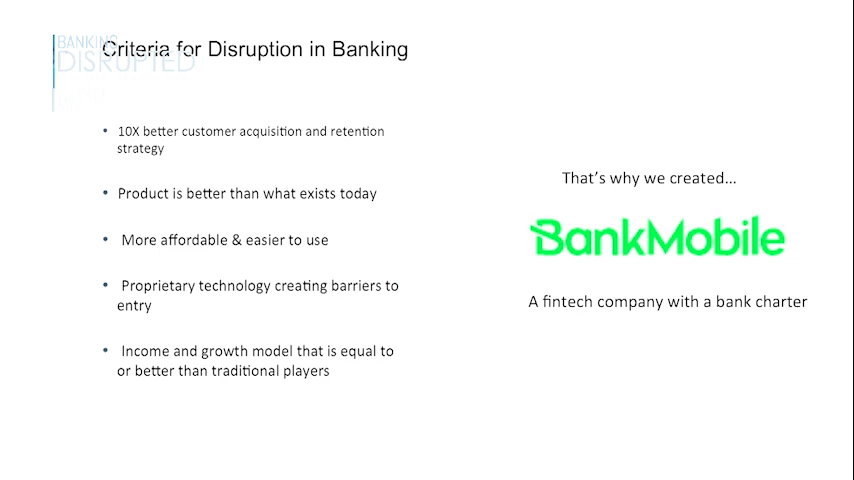 BANKING
DISRUPTED
Criteria for Disruption in Banking
• 10X better customer acquisition and retention
strategy
• Product is better than what exists today
• More affordable & easier to use
• Proprietary technology creating barriers to
entry
• Income and growth model that is equal to
or better than traditional players
That's why we created...
BankMobile
A fintech company with a bank charter